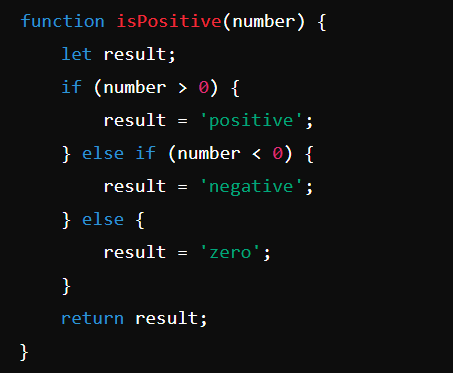 function isPositive(number) {
    let result;
    if (number > 0) {
        result = 'positive';
    } else if (number < 0) {
        result = 'negative';
    } else {
        result = 'zero';
    }
    return result;
}